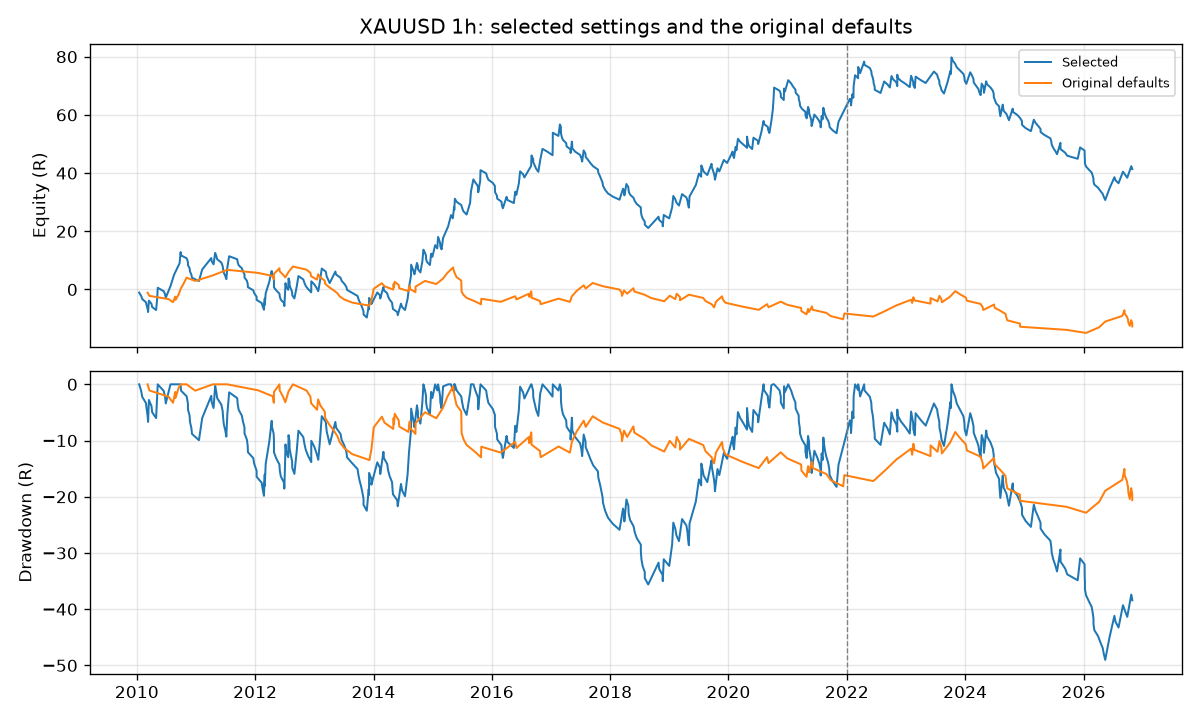 XAUUSD 1h: selected settings and the original defaults
Selected
Original defaults
Equity (R)
80
60
40
20
0
Drawdown (R)
0
−10
−20
−30
−40
−50
2010 2012 2014 2016 2018 2020 2022 2024 2026